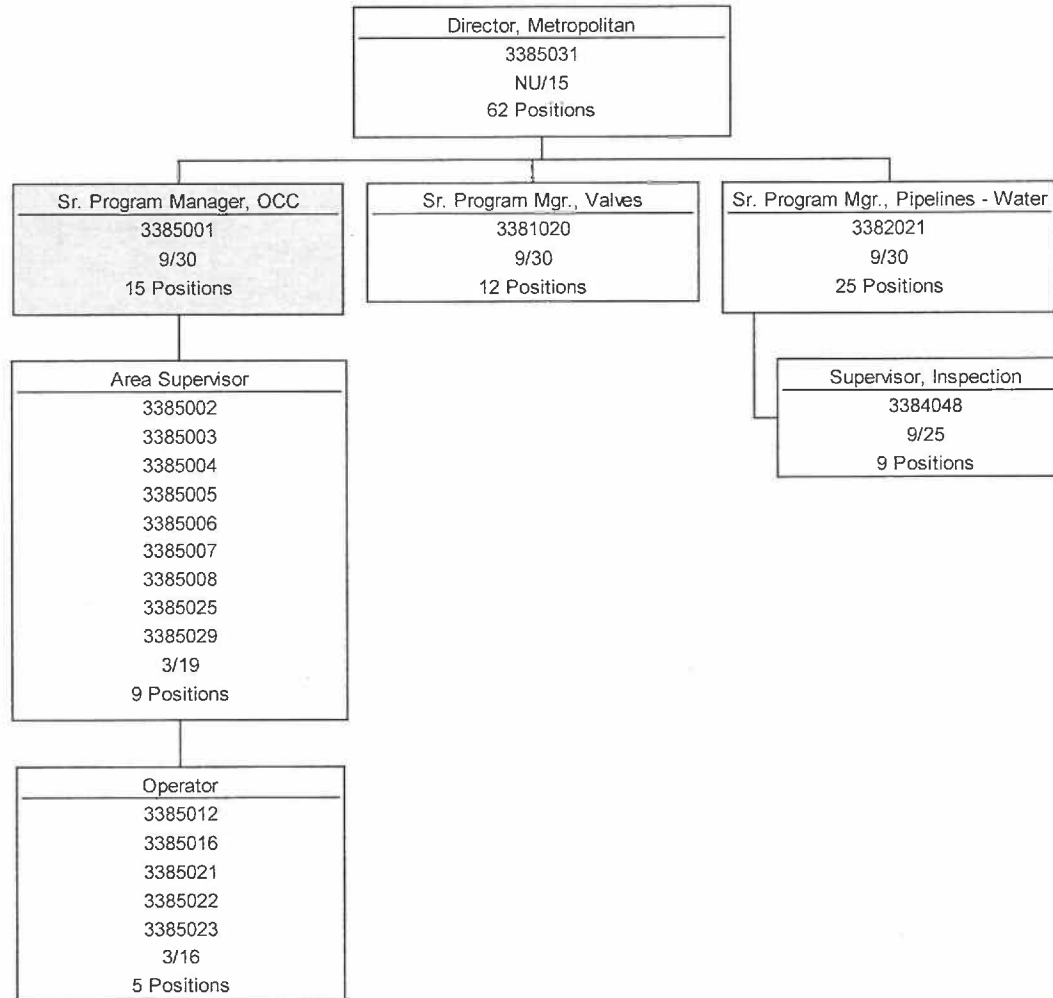 Director, Metropolitan
3385031
NU/15
62 Positions
Sr. Program Manager, OCC
3385001
9/30
15 Positions
Sr. Program Mgr., Valves
3381020
9/30
12 Positions
Sr. Program Mgr., Pipelines - Water
3382021
9/30
25 Positions
Area Supervisor
3385002
3385003
3385004
3385005
3385006
3385007
3385008
3385025
3385029
3/19
9 Positions
Supervisor, Inspection
3384048
9/25
9 Positions
Operator
3385012
3385016
3385021
3385022
3385023
3/16
5 Positions